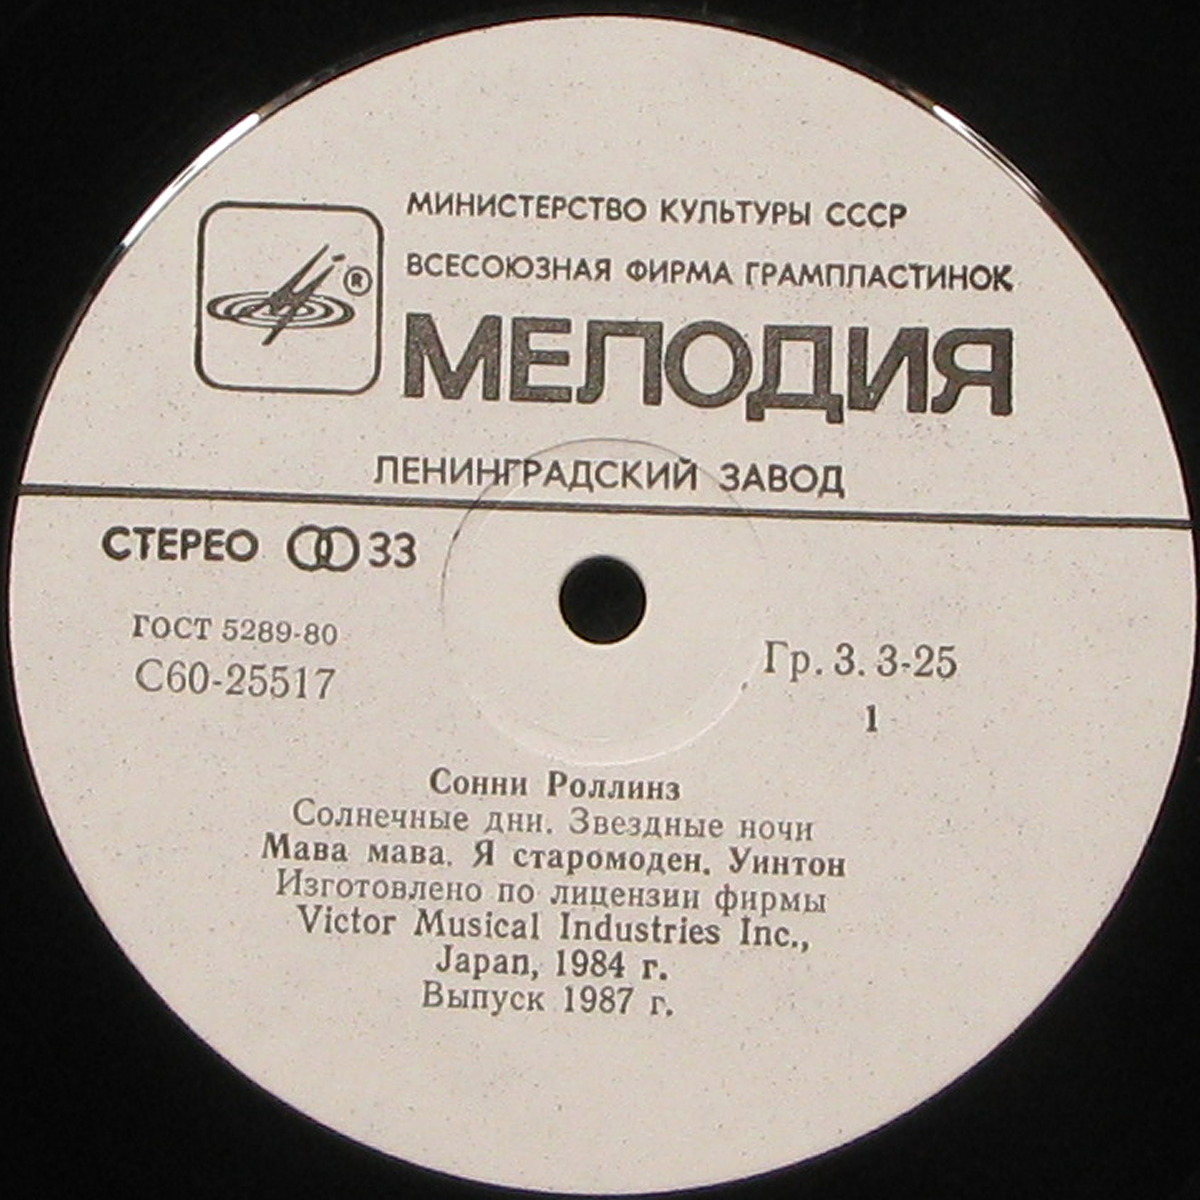 МИНИСТЕРСТВО КУЛЬТУРЫ СССР
ВСЕСОЮЗНАЯ ФИРМА ГРАМПЛАСТИНОК
®
МЕЛОДИЯ
ЛЕНИНГРАДСКИЙ ЗАВОД
СТЕРЕО 33
ГОСТ 5289-80
С60-25517
Гр. 3. 3-25
1
Сонни Роллинз
Солнечные дни. Звездные ночи
Мава мава. Я старомоден. Уинтон
Изготовлено по лицензии фирмы
Victor Musical Industries Inc.,
Japan, 1984 г.
Выпуск 1987 г.